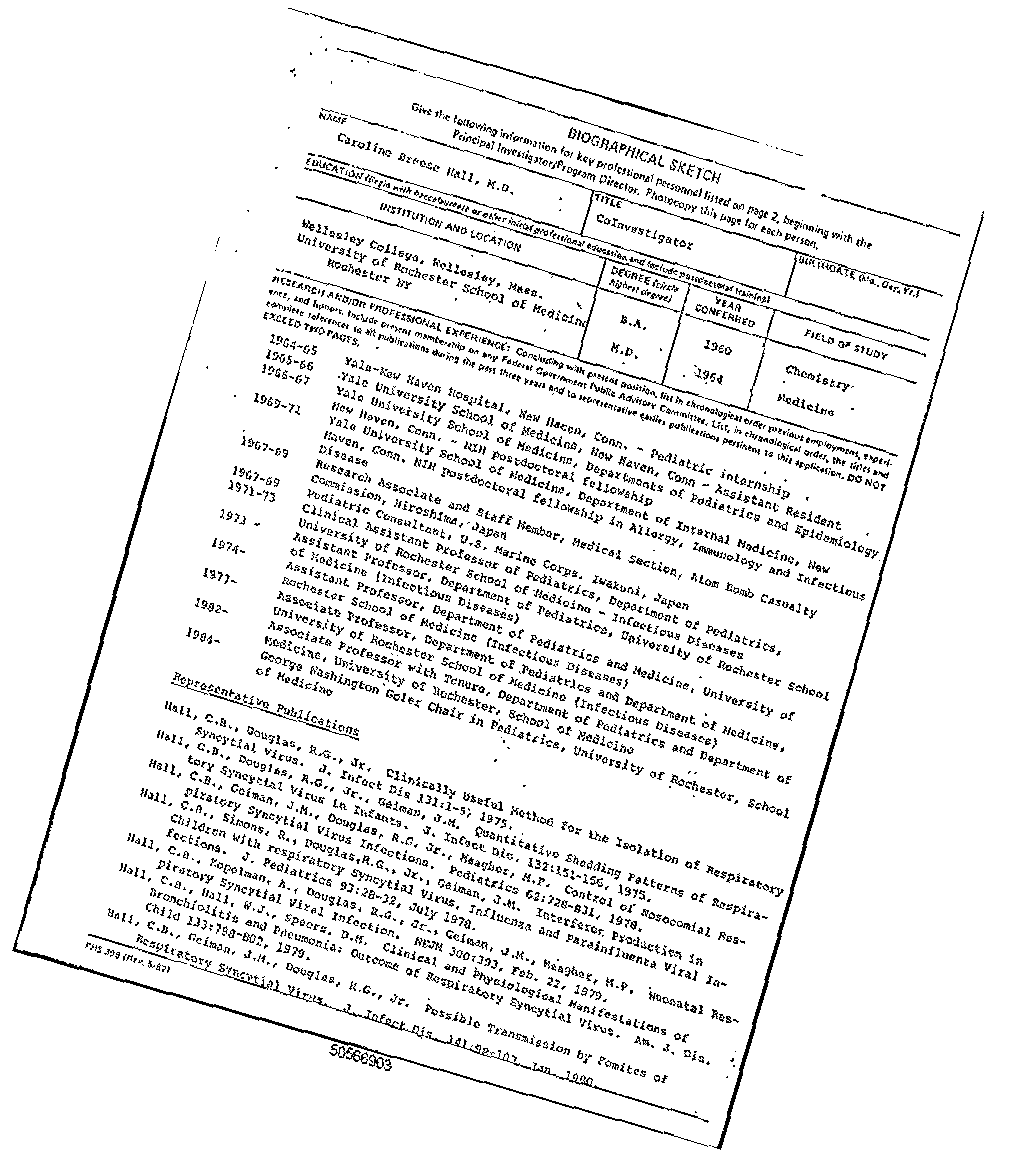 BIOGRAPHICAL SKETCH
Give the following information for key professional personnel listed on page 2, beginning with the
Principal Investigator/Program Director. Photocopy this page for each person.
NAME
TITLE
BIRTHDATE (Mo., Day, Yr.)
Caroline Breese Hall, M.D.
CoInvestigator
EDUCATION (Begin with baccalaureate or other initial professional education and include postdoctoral training)
INSTITUTION AND LOCATION
DEGREE (circle highest degree)
YEAR CONFERRED
FIELD OF STUDY
Wellesley College, Wellesley, Mass.
B.A.
1960
Chemistry
University of Rochester School of Medicine
Rochester NY
M.D.
1964
Medicine
RESEARCH AND/OR PROFESSIONAL EXPERIENCE: Concluding with present position, list in chronological order previous employment, experi-
ence, and honors. Include present membership on any Federal Government Public Advisory Committee. List, in chronological order, the titles and
complete references to all publications during the past three years and to representative earlier publications pertinent to this application. DO NOT
EXCEED TWO PAGES.
1964-65 Yale-New Haven Hospital, New Haven, Conn. - Pediatric internship
1965-66 Yale University School of Medicine, New Haven, Conn - Assistant Resident
1966-67 Yale University School of Medicine, Departments of Pediatrics and Epidemiology
New Haven, Conn. - NIH postdoctoral fellowship
1969-71 Yale University School of Medicine, Department of Internal Medicine, New
Haven, Conn. NIH postdoctoral fellowship in Allergy, Immunology and Infectious
Disease
1967-69 Research Associate and Staff Member, Medical Section, Atom Bomb Casualty
Commission, Hiroshima, Japan
1967-69 Pediatric Consultant, U.S. Marine Corps. Iwakuni, Japan
1971-73 Clinical Assistant Professor of Pediatrics, Department of Pediatrics,
University of Rochester School of Medicine - Infectious Diseases
1973 - Assistant Professor, Department of Pediatrics, University of Rochester School
of Medicine (Infectious Diseases)
1974- Assistant Professor, Department of Pediatrics and Medicine, University of
Rochester School of Medicine (Infectious Diseases)
1977- Associate Professor, Department of Pediatrics and Department of Medicine,
University of Rochester School of Medicine (Infectious Diseases)
1982- Associate Professor with Tenure, Department of Pediatrics and Department of
Medicine, University of Rochester, School of Medicine
1984- George Washington Goler Chair in Pediatrics, University of Rochester, School
of Medicine
Representative Publications
Hall, C.B., Douglas, R.G., Jr. Clinically Useful Method for the Isolation of Respiratory
Syncytial Virus. J. Infect Dis 131:1-5, 1975.
Hall, C.B., Douglas, R.G., Jr., Geiman, J.M. Quantitative Shedding Patterns of Respira-
tory Syncytial Virus in Infants. J. Infect Dis, 132:151-156, 1975.
Hall, C.B., Geiman, J.M., Douglas, R.G, Jr., Meagher, M.P. Control of Nosocomial Res-
piratory Syncytial Virus Infections. Pediatrics 62:728-831, 1978.
Hall, C.B., Simons, R., Douglas,R.G., Jr., Geiman, J.M. Interferon Production in
Children with respiratory Syncytial Virus, Influenza and Parainfluenza Viral In-
fections. J. Pediatrics 93:28-32, July 1978.
Hall, C.B., Kopelman, A., Douglas, R.G., Jr., Geiman, J.M., Meagher, M.P. Neonatal Res-
piratory Syncytial Viral Infection. NEJM 300:393, Feb. 22, 1979.
Hall, C.B., Hall, W.J., Speers, D.M. Clinical and Physiological Manifestations of
Bronchiolitis and Pneumonia: Outcome of Respiratory Syncytial Virus. Am. J. Dis.
Child 133:798-802, 1979.
Hall, C.B., Geiman, J.M., Douglas, R.G., Jr. Possible Transmission by Fomites of
Respiratory Syncytial Virus. J. Infect Dis. 141:98-107, Jan. 1980.
PHS 398 (Rev. 5/82)
50566903